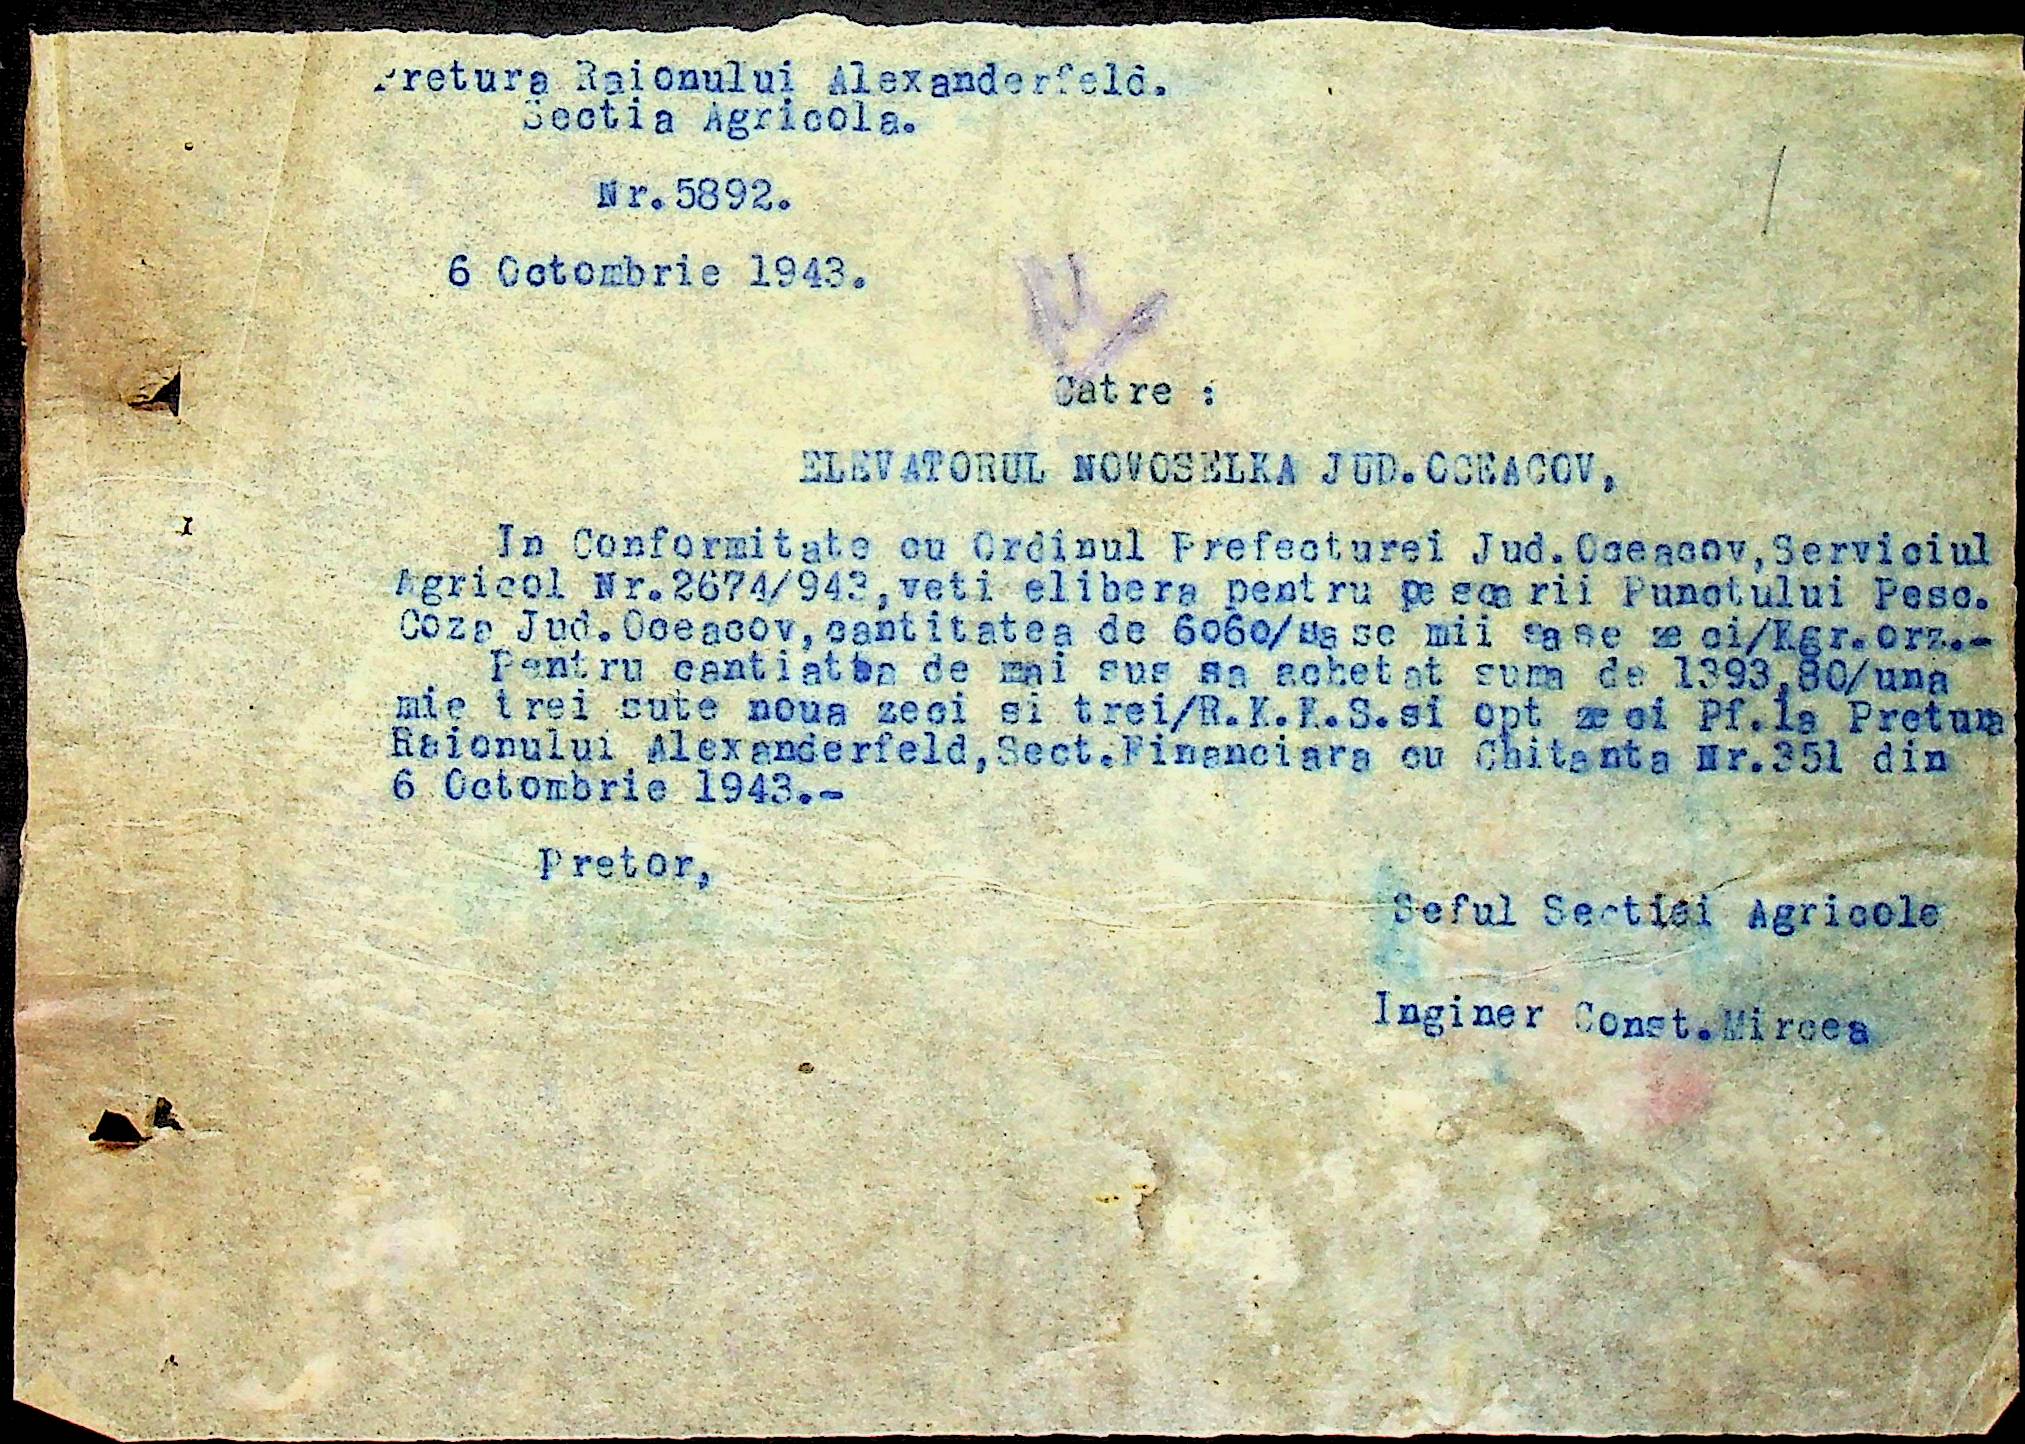 Pretura Raionului Alexanderfeld.
Sectia Agricola.
Nr.5892.
6 Octombrie 1943.
Catre :
ELEVATORUL NOVOSELKA JUD.OCEACOV,
In Conformitate cu Ordinul Prefecturei Jud.Oceacov,Serviciul
Agricol Nr.2674/943,veti elibera pentru pescarii Punctului Pesc.
Coza Jud.Oceacov,cantitatea de 6060/sase mii sase zeci/Kgr.orz.-
Pentru cantiatea de mai sus sa achetat suma de 1393,80/una
mie trei sute noua zeci si trei/R.K.K.S.si opt zeci Pf.la Pretura
Raionului Alexanderfeld,Sect.Financiara cu Chitanta Nr.351 din
6 Octombrie 1943.-
Pretor,
Seful Sectiei Agricole
Inginer Const.Mircea